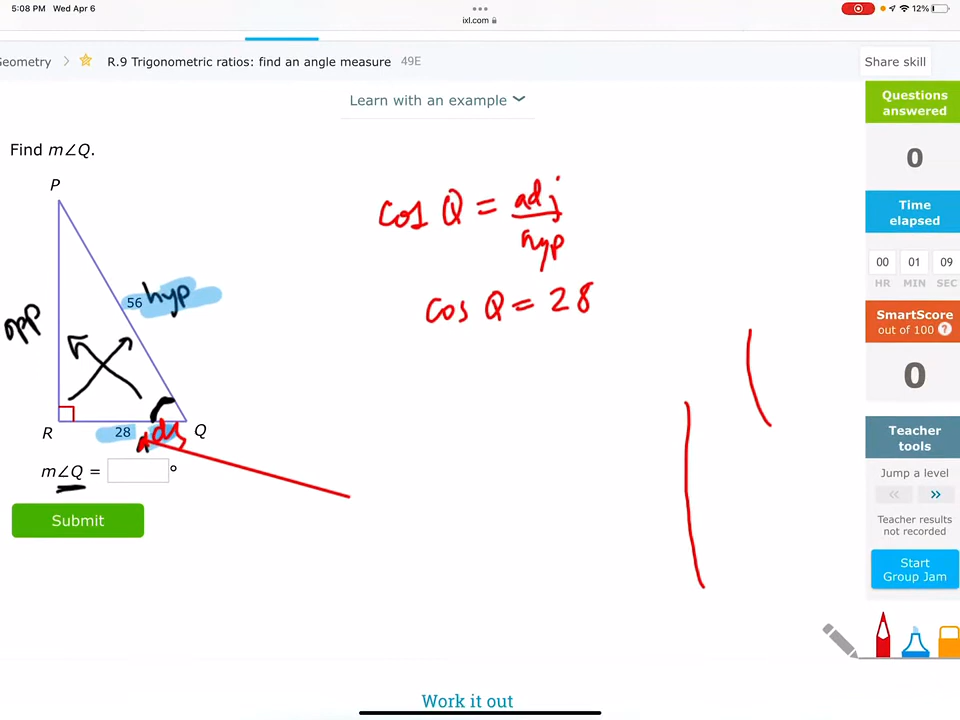 5:08 PM Wed Apr 6
12%
ixl.com
Geometry > R.9 Trigonometric ratios: find an angle measure 49E
Share skill
Learn with an example
Questions
answered
0
Time
elapsed
00 01 09
HR MIN SEC
SmartScore
out of 100 ?
0
Teacher
tools
Jump a level
<< >>
Teacher results
not recorded
Start
Group Jam
Find m∠Q.
P
56 hyp
opp
R 28 adj Q
m∠Q = °
Submit
cos Q = adj
hyp
cos Q = 28
Work it out